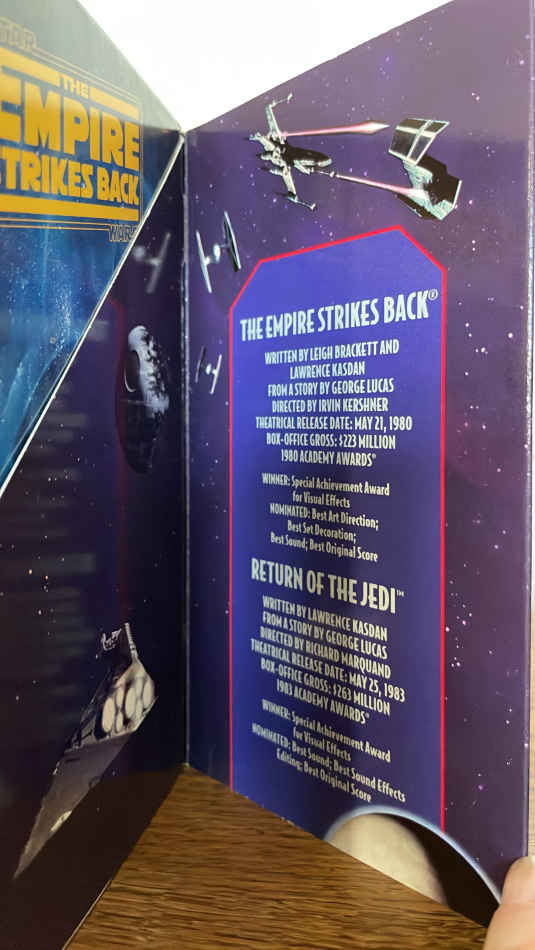 STAR
THE
EMPIRE
STRIKES BACK
WARS
THE EMPIRE STRIKES BACK®
WRITTEN BY LEIGH BRACKETT AND
LAWRENCE KASDAN
FROM A STORY BY GEORGE LUCAS
DIRECTED BY IRVIN KERSHNER
THEATRICAL RELEASE DATE: MAY 21, 1980
BOX-OFFICE GROSS: $223 MILLION
1980 ACADEMY AWARDS®
WINNER: Special Achievement Award
for Visual Effects
NOMINATED: Best Art Direction;
Best Set Decoration;
Best Sound; Best Original Score
RETURN OF THE JEDI™
WRITTEN BY LAWRENCE KASDAN
FROM A STORY BY GEORGE LUCAS
DIRECTED BY RICHARD MARQUAND
THEATRICAL RELEASE DATE: MAY 25, 1983
BOX-OFFICE GROSS: $263 MILLION
1983 ACADEMY AWARDS®
WINNER: Special Achievement Award
for Visual Effects
NOMINATED: Best Sound; Best Sound Effects
Editing; Best Original Score